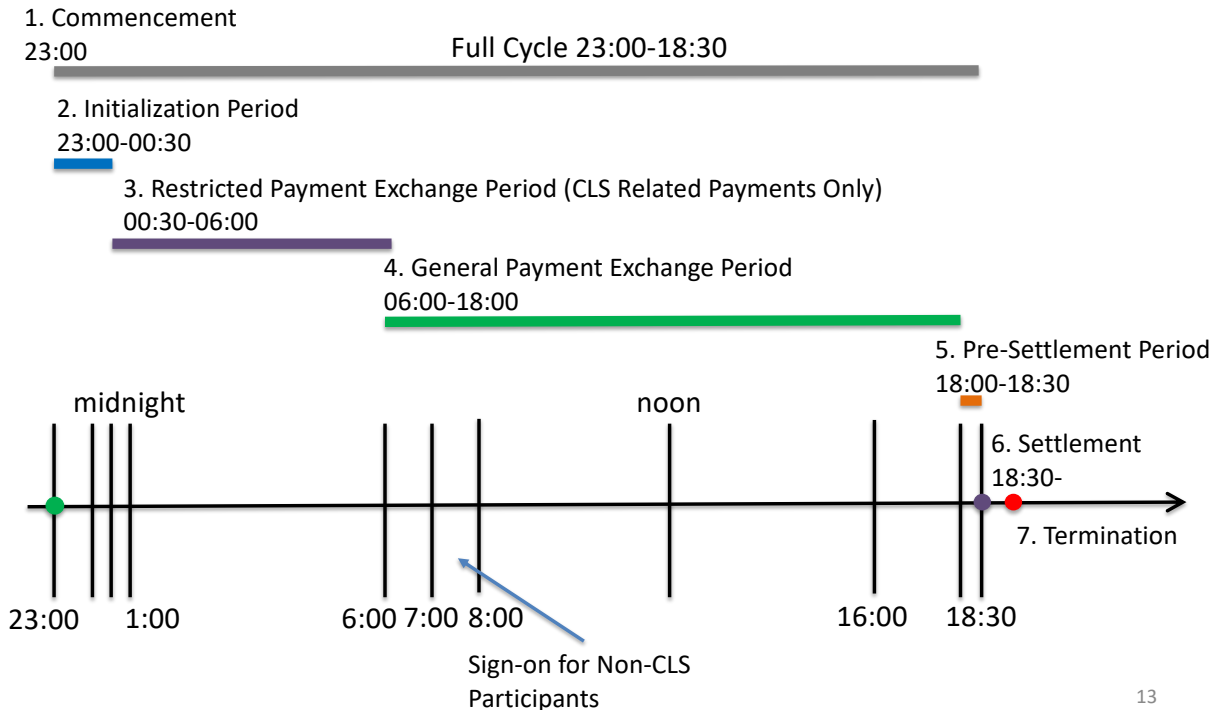 1. Commencement
23:00
Full Cycle 23:00-18:30
2. Initialization Period
23:00-00:30
3. Restricted Payment Exchange Period (CLS Related Payments Only)
00:30-06:00
4. General Payment Exchange Period
06:00-18:00
5. Pre-Settlement Period
18:00-18:30
midnight
noon
6. Settlement
18:30-
7. Termination
23:00
1:00
6:00
7:00
8:00
16:00
18:30
Sign-on for Non-CLS
Participants
13